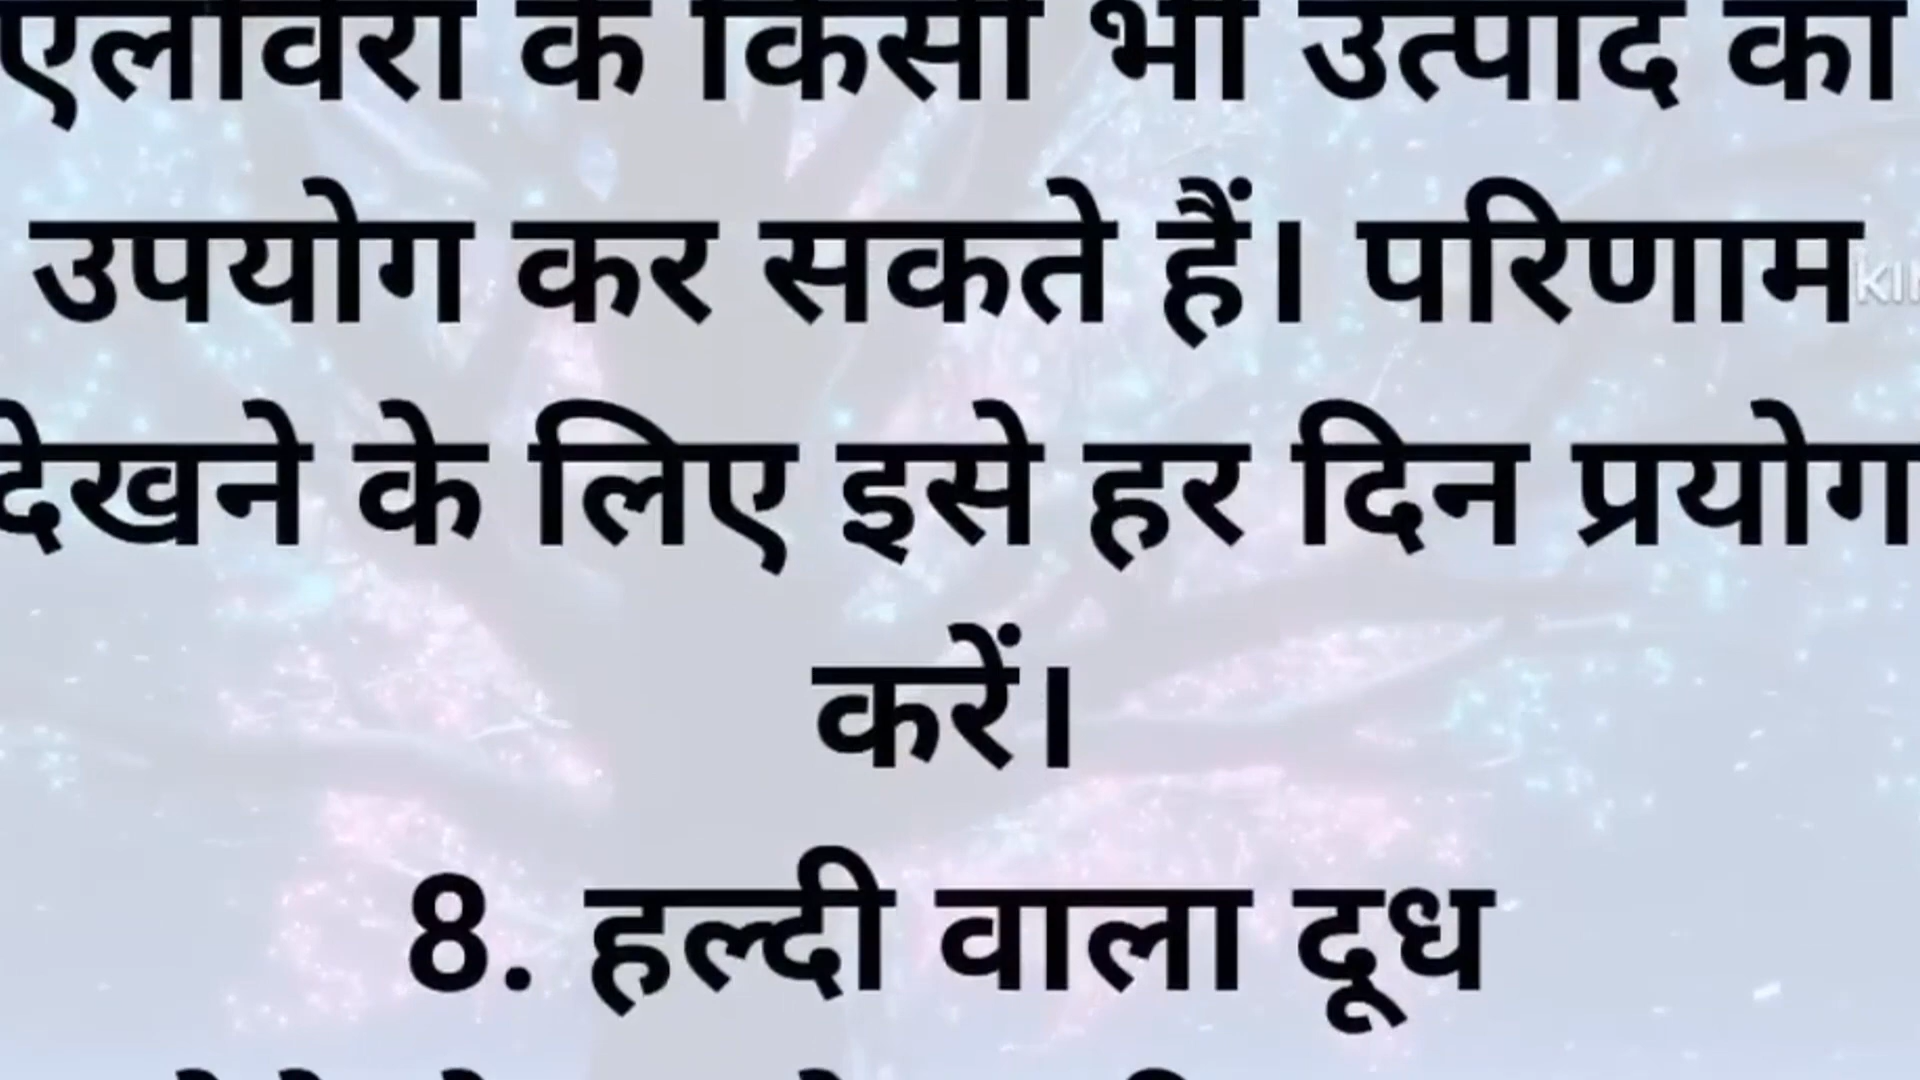 एलोवेरा के किसी भी उत्पाद का
उपयोग कर सकते हैं। परिणाम
देखने के लिए इसे हर दिन प्रयोग
करें।
8. हल्दी वाला दूध